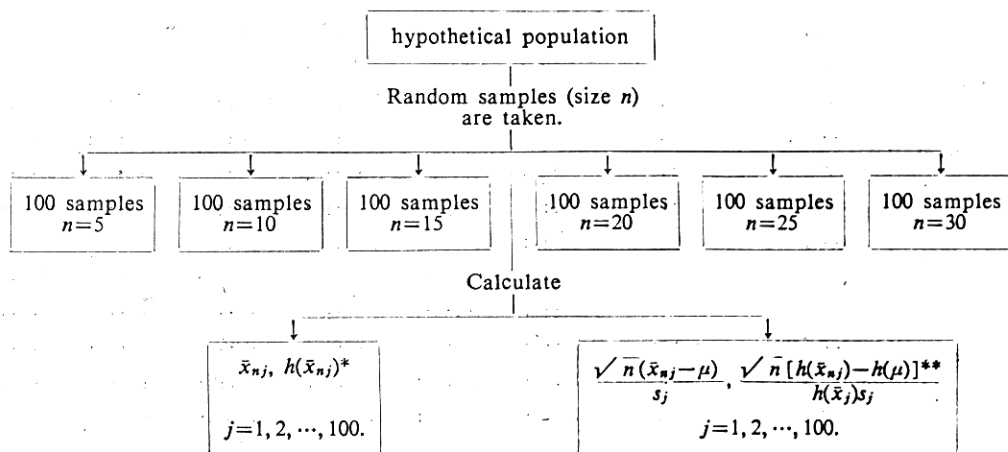 hypothetical population
Random samples (size n)
are taken.
100 samples
n=5
100 samples
n=10
100 samples
n=15
100 samples
n=20
100 samples
n=25
100 samples
n=30
Calculate
x̄ₙⱼ, h(x̄ₙⱼ)*
j=1, 2, ⋯, 100.
√n(x̄ₙⱼ−μ)/sⱼ, √n[h(x̄ₙⱼ)−h(μ)]**/h(x̄ⱼ)sⱼ
j=1, 2, ⋯, 100.